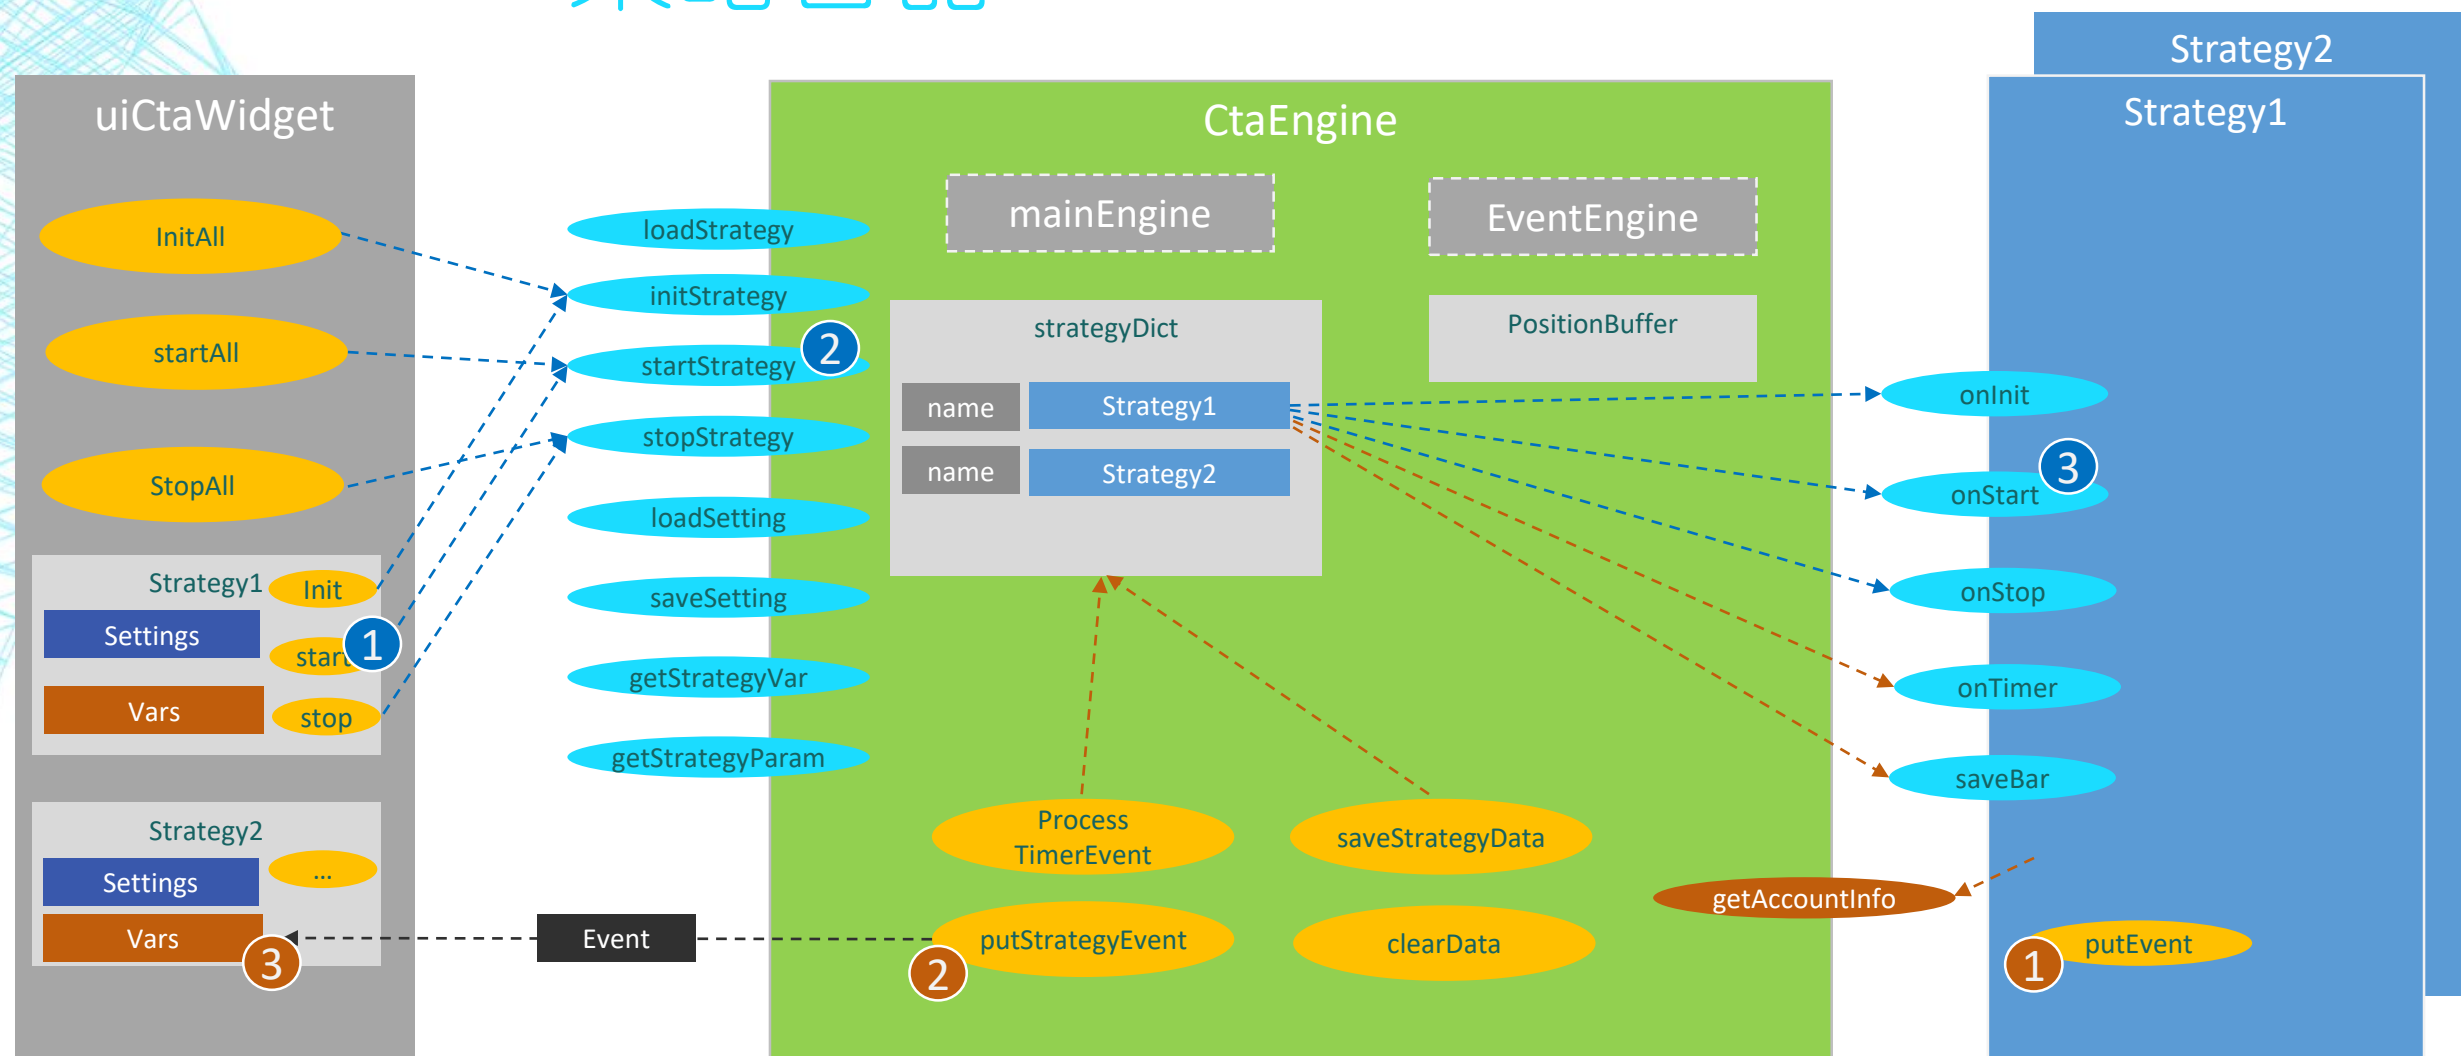 uiCtaWidget
InitAll
startAll
StopAll
Strategy1
Init
Settings
start
1
Vars
stop
Strategy2
Settings
...
Vars
3
Event
loadStrategy
initStrategy
startStrategy
2
stopStrategy
loadSetting
saveSetting
getStrategyVar
getStrategyParam
CtaEngine
mainEngine
EventEngine
strategyDict
name
Strategy1
name
Strategy2
PositionBuffer
Process
TimerEvent
saveStrategyData
putStrategyEvent
2
clearData
getAccountInfo
Strategy2
Strategy1
onInit
3
onStart
onStop
onTimer
saveBar
putEvent
1